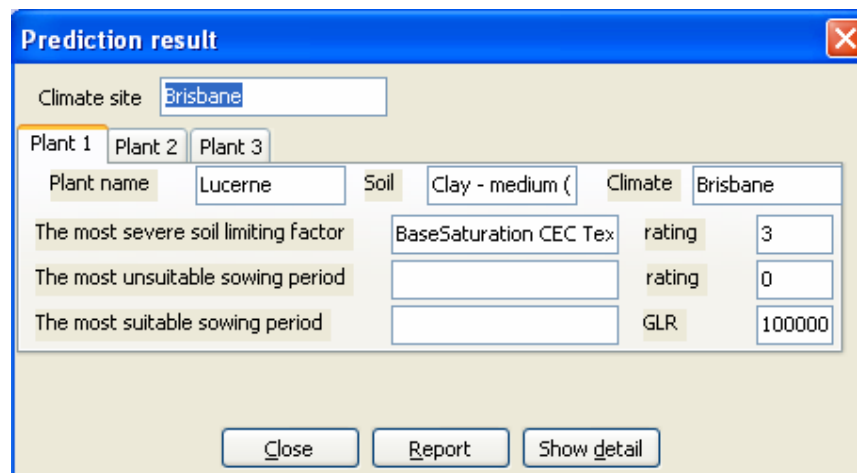 Prediction result
Climate site Brisbane
Plant 1 Plant 2 Plant 3
Plant name Lucerne Soil Clay - medium ( Climate Brisbane
The most severe soil limiting factor BaseSaturation CEC Tex rating 3
The most unsuitable sowing period rating 0
The most suitable sowing period GLR 100000
Close Report Show detail